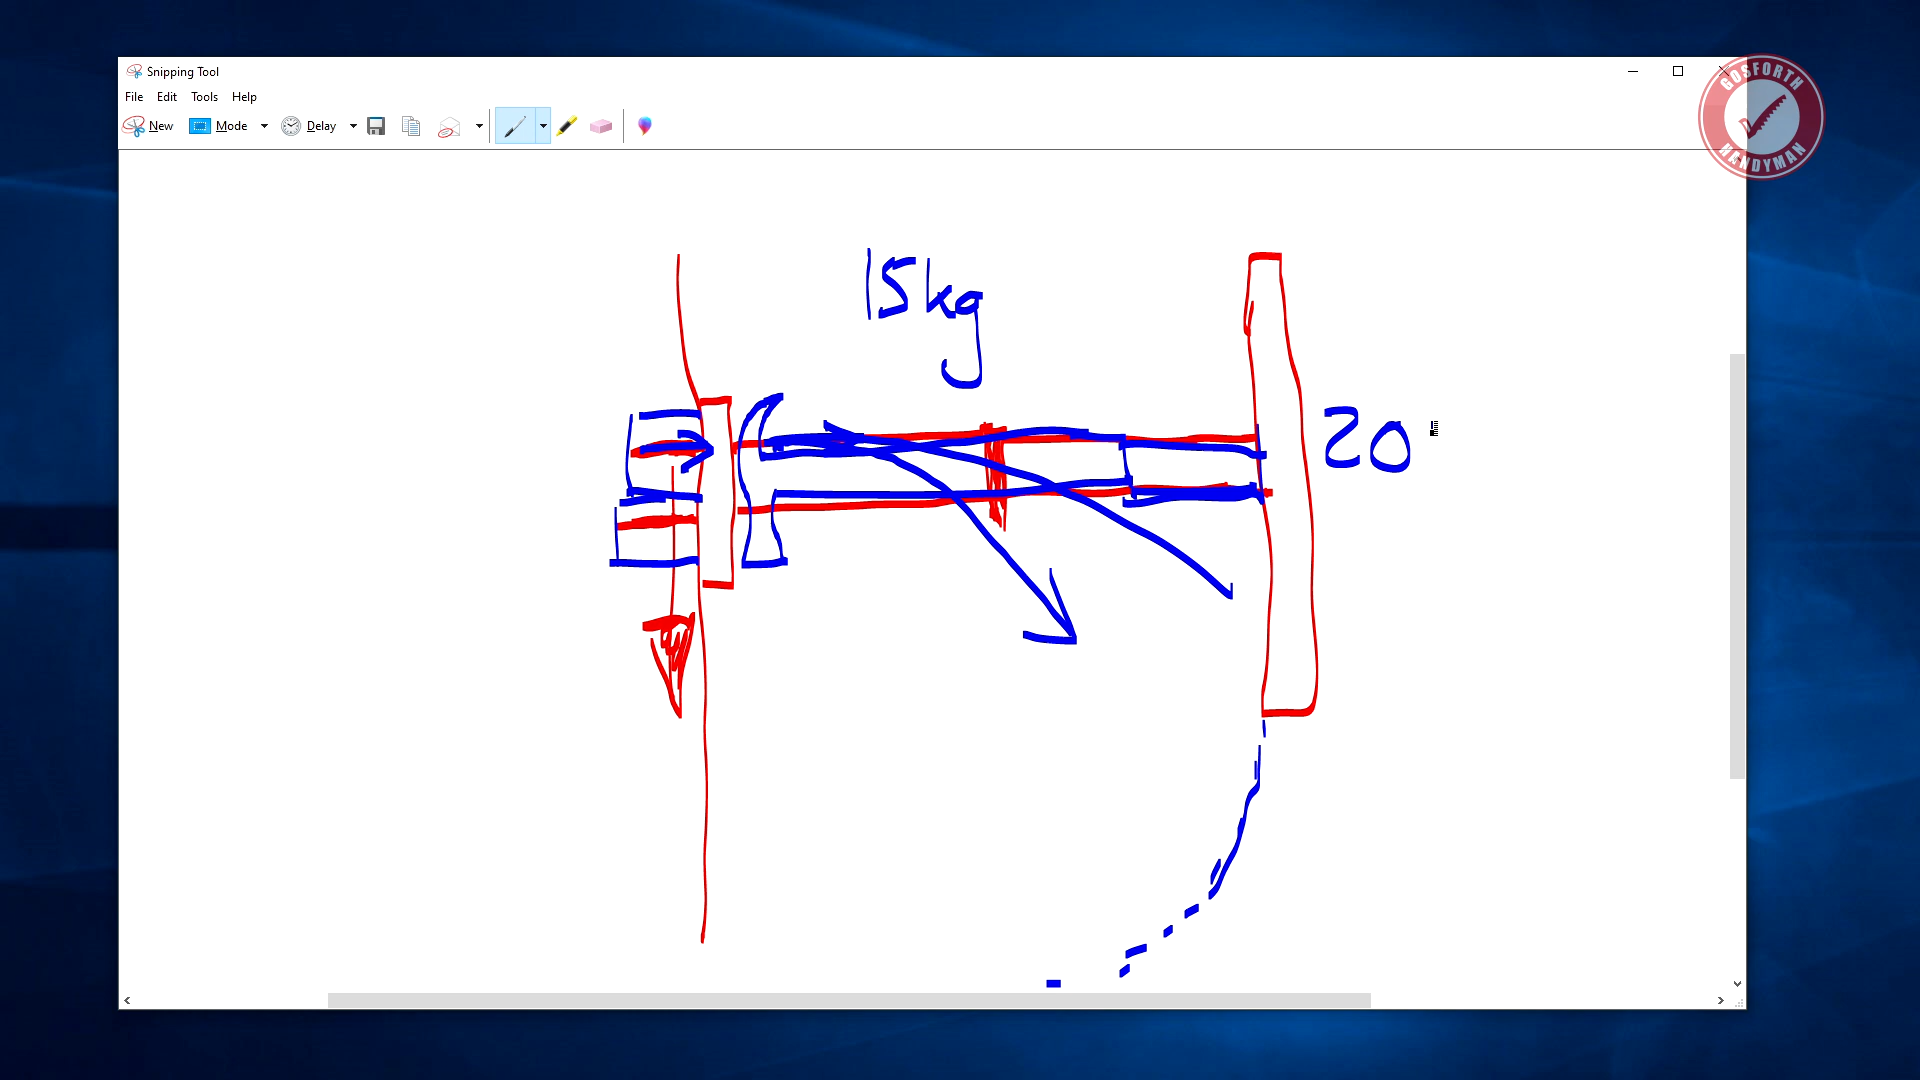 Snipping Tool
File Edit Tools Help
New Mode Delay
GOSFORTH
HANDYMAN
15kg
20